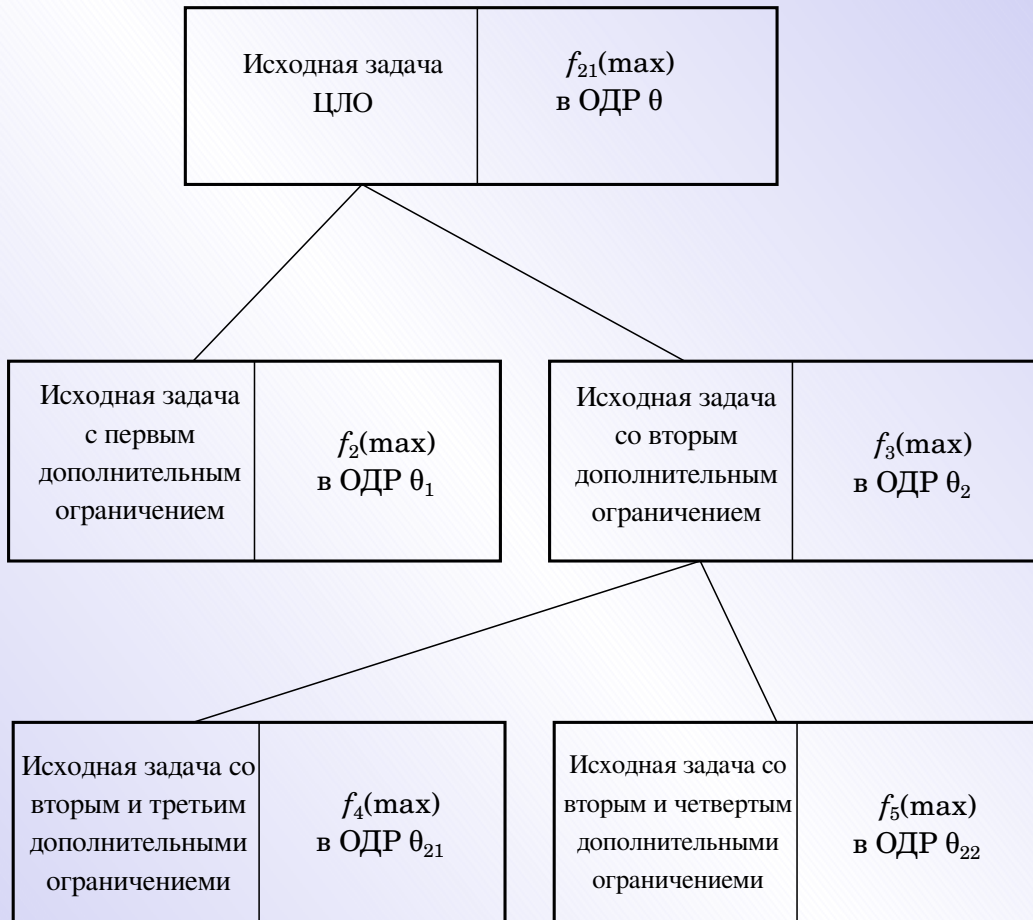 Исходная задача
ЦЛО
f₂₁(max)
в ОДР θ
Исходная задача
с первым
дополнительным
ограничением
f₂(max)
в ОДР θ₁
Исходная задача
со вторым
дополнительным
ограничением
f₃(max)
в ОДР θ₂
Исходная задача со
вторым и третьим
дополнительными
ограничениеми
f₄(max)
в ОДР θ₂₁
Исходная задача со
вторым и четвертым
дополнительными
ограничениеми
f₅(max)
в ОДР θ₂₂